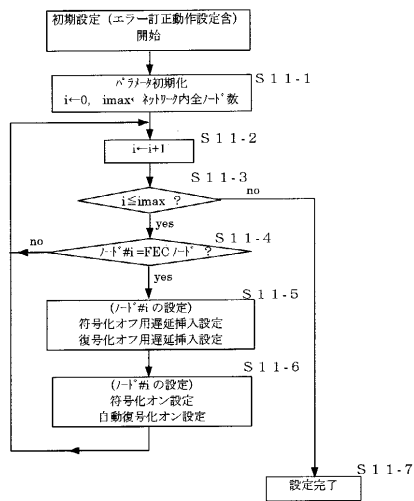 初期設定（エラー訂正動作設定含）
開始
S11-1
ﾊﾟﾗﾒｰﾀ初期化
i←0, imax← ﾈｯﾄﾜｰｸ内全ﾉｰﾄﾞ数
S11-2
i←i+1
S11-3
i≦imax ?
no
yes
S11-4
no
ﾉｰﾄﾞ#i=FECﾉｰﾄﾞ ?
yes
S11-5
(ﾉｰﾄﾞ#iの設定)
符号化オフ用遅延挿入設定
復号化オフ用遅延挿入設定
S11-6
(ﾉｰﾄﾞ#iの設定)
符号化オン設定
自動復号化オン設定
S11-7
設定完了